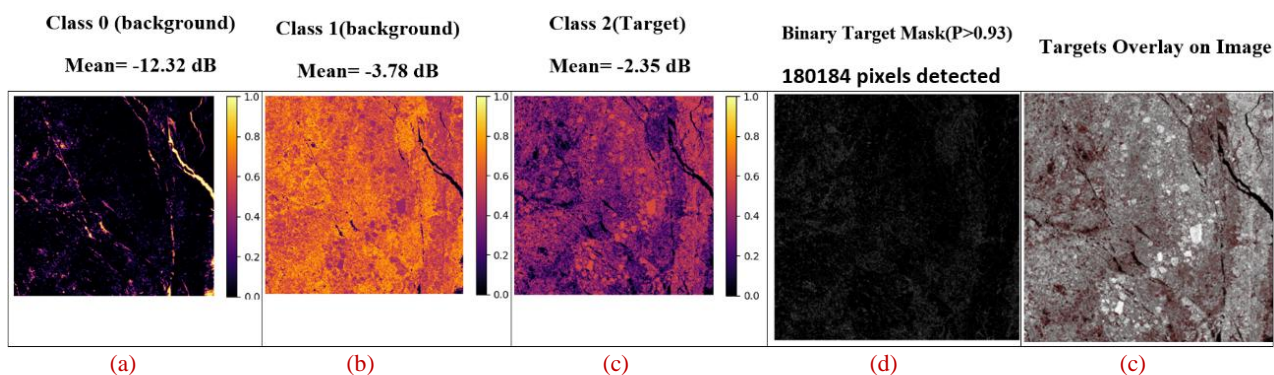 Class 0 (background)
Mean= -12.32 dB
Class 1(background)
Mean= -3.78 dB
Class 2(Target)
Mean= -2.35 dB
Binary Target Mask(P>0.93)
180184 pixels detected
Targets Overlay on Image
1.0
0.8
0.6
0.4
0.2
0.0
1.0
0.8
0.6
0.4
0.2
0.0
1.0
0.8
0.6
0.4
0.2
0.0
(a)
(b)
(c)
(d)
(c)